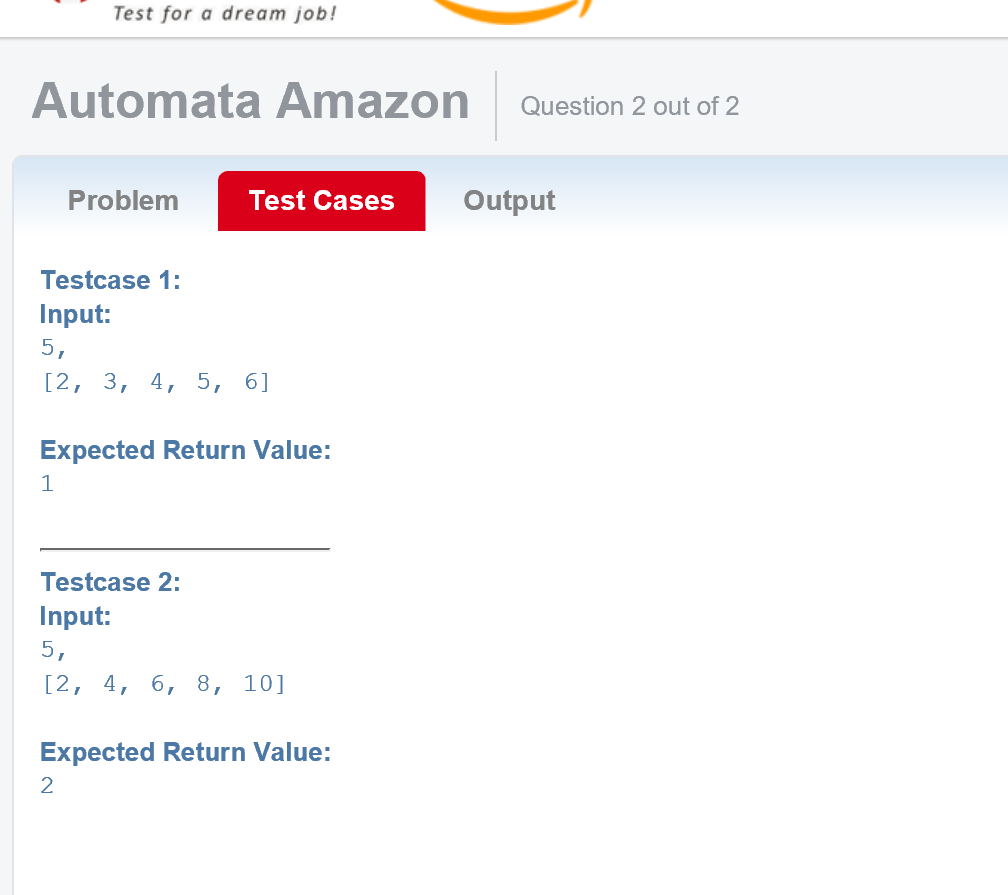 Test for a dream job!
Automata Amazon
Question 2 out of 2
Problem
Test Cases
Output
Testcase 1:
Input:
5,
[2, 3, 4, 5, 6]
Expected Return Value:
1
Testcase 2:
Input:
5,
[2, 4, 6, 8, 10]
Expected Return Value:
2